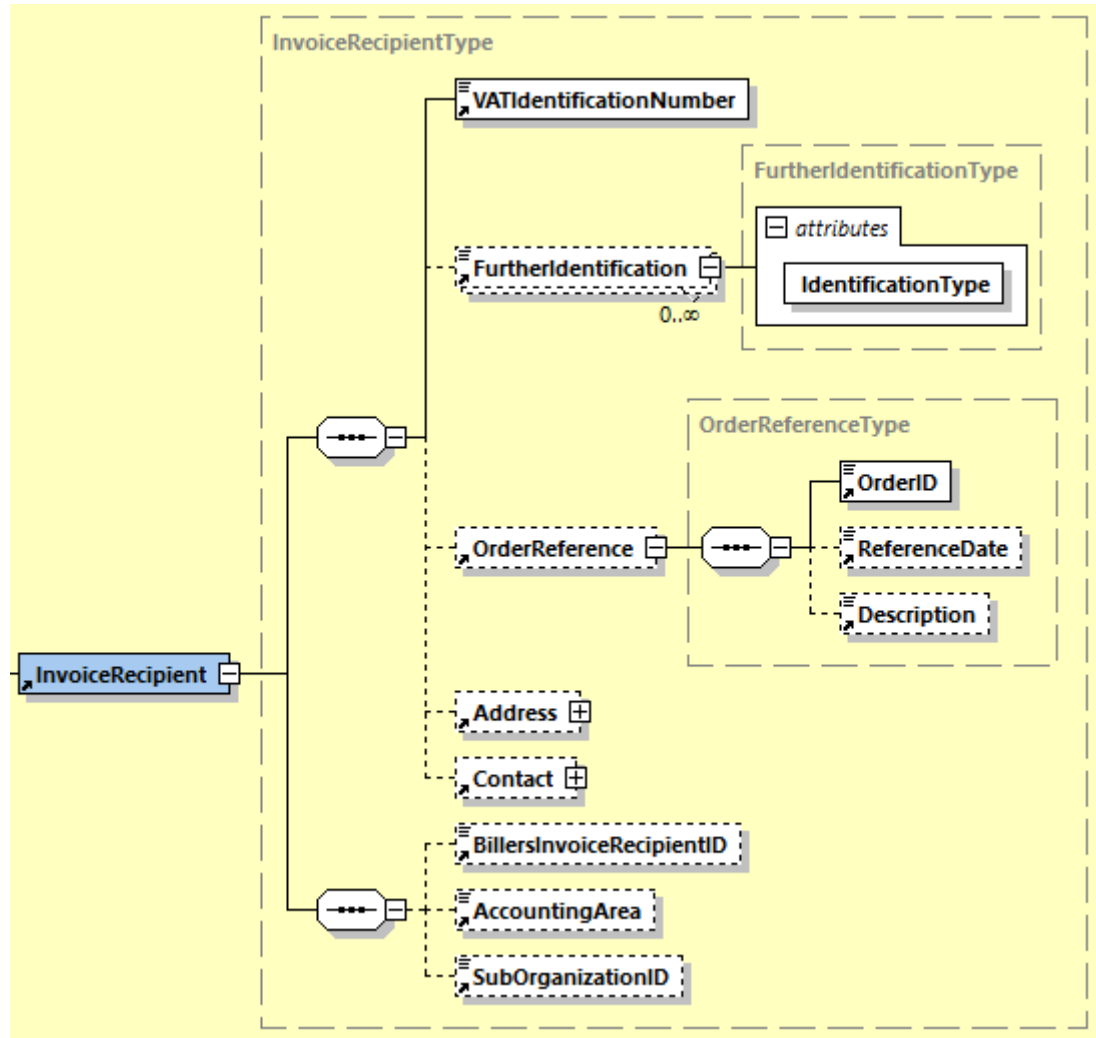 InvoiceRecipientType
VATIdentificationNumber
FurtherIdentificationType
attributes
FurtherIdentification
IdentificationType
0..∞
OrderReferenceType
OrderID
OrderReference
ReferenceDate
Description
InvoiceRecipient
Address
Contact
BillersInvoiceRecipientID
AccountingArea
SubOrganizationID